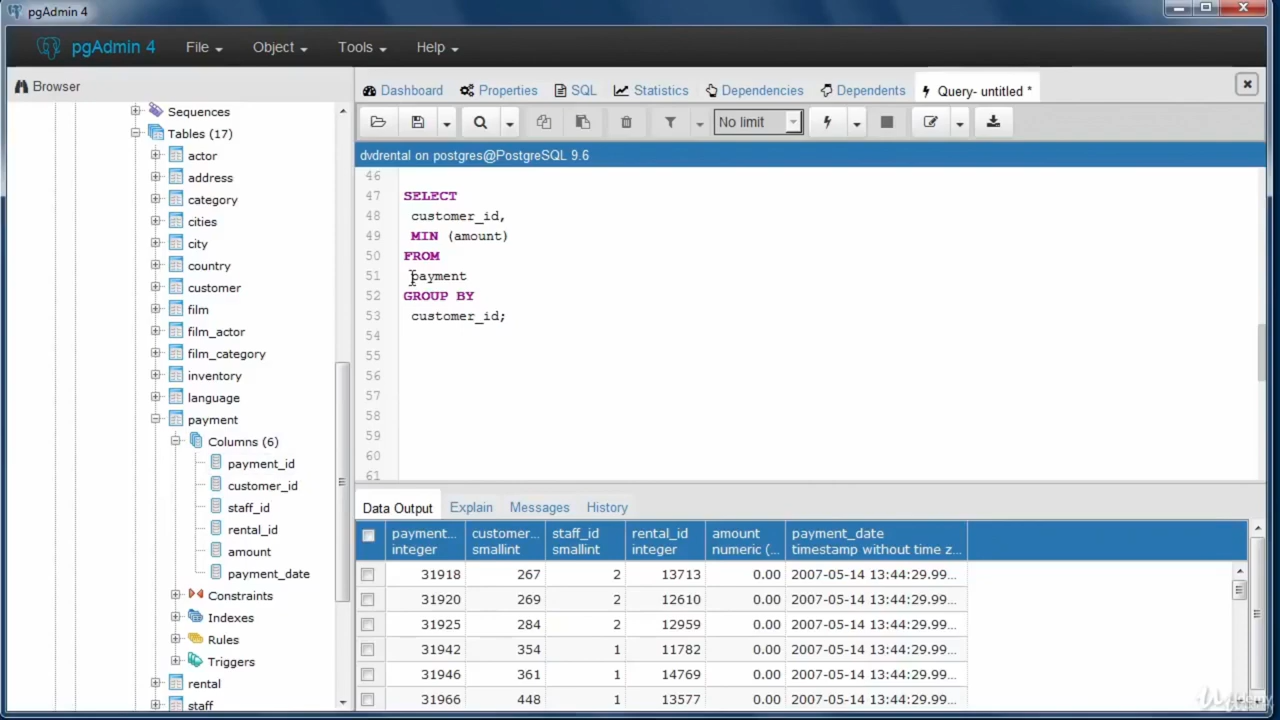 pgAdmin 4
pgAdmin 4 File Object Tools Help
Browser
Dashboard Properties SQL Statistics Dependencies Dependents Query- untitled *
No limit
dvdrental on postgres@PostgreSQL 9.6
Sequences
Tables (17)
actor
address
category
cities
city
country
customer
film
film_actor
film_category
inventory
language
payment
Columns (6)
payment_id
customer_id
staff_id
rental_id
amount
payment_date
Constraints
Indexes
Rules
Triggers
rental
staff
46
47 SELECT
48 customer_id,
49 MIN (amount)
50 FROM
51 payment
52 GROUP BY
53 customer_id;
54
55
56
57
58
59
60
61
Data Output Explain Messages History
payment... customer... staff_id rental_id amount payment_date
integer smallint smallint integer numeric (... timestamp without time z...
31918 267 2 13713 0.00 2007-05-14 13:44:29.99...
31920 269 2 12610 0.00 2007-05-14 13:44:29.99...
31925 284 2 12959 0.00 2007-05-14 13:44:29.99...
31942 354 1 11782 0.00 2007-05-14 13:44:29.99...
31946 361 1 14769 0.00 2007-05-14 13:44:29.99...
31966 448 1 13577 0.00 2007-05-14 13:44:29.99...